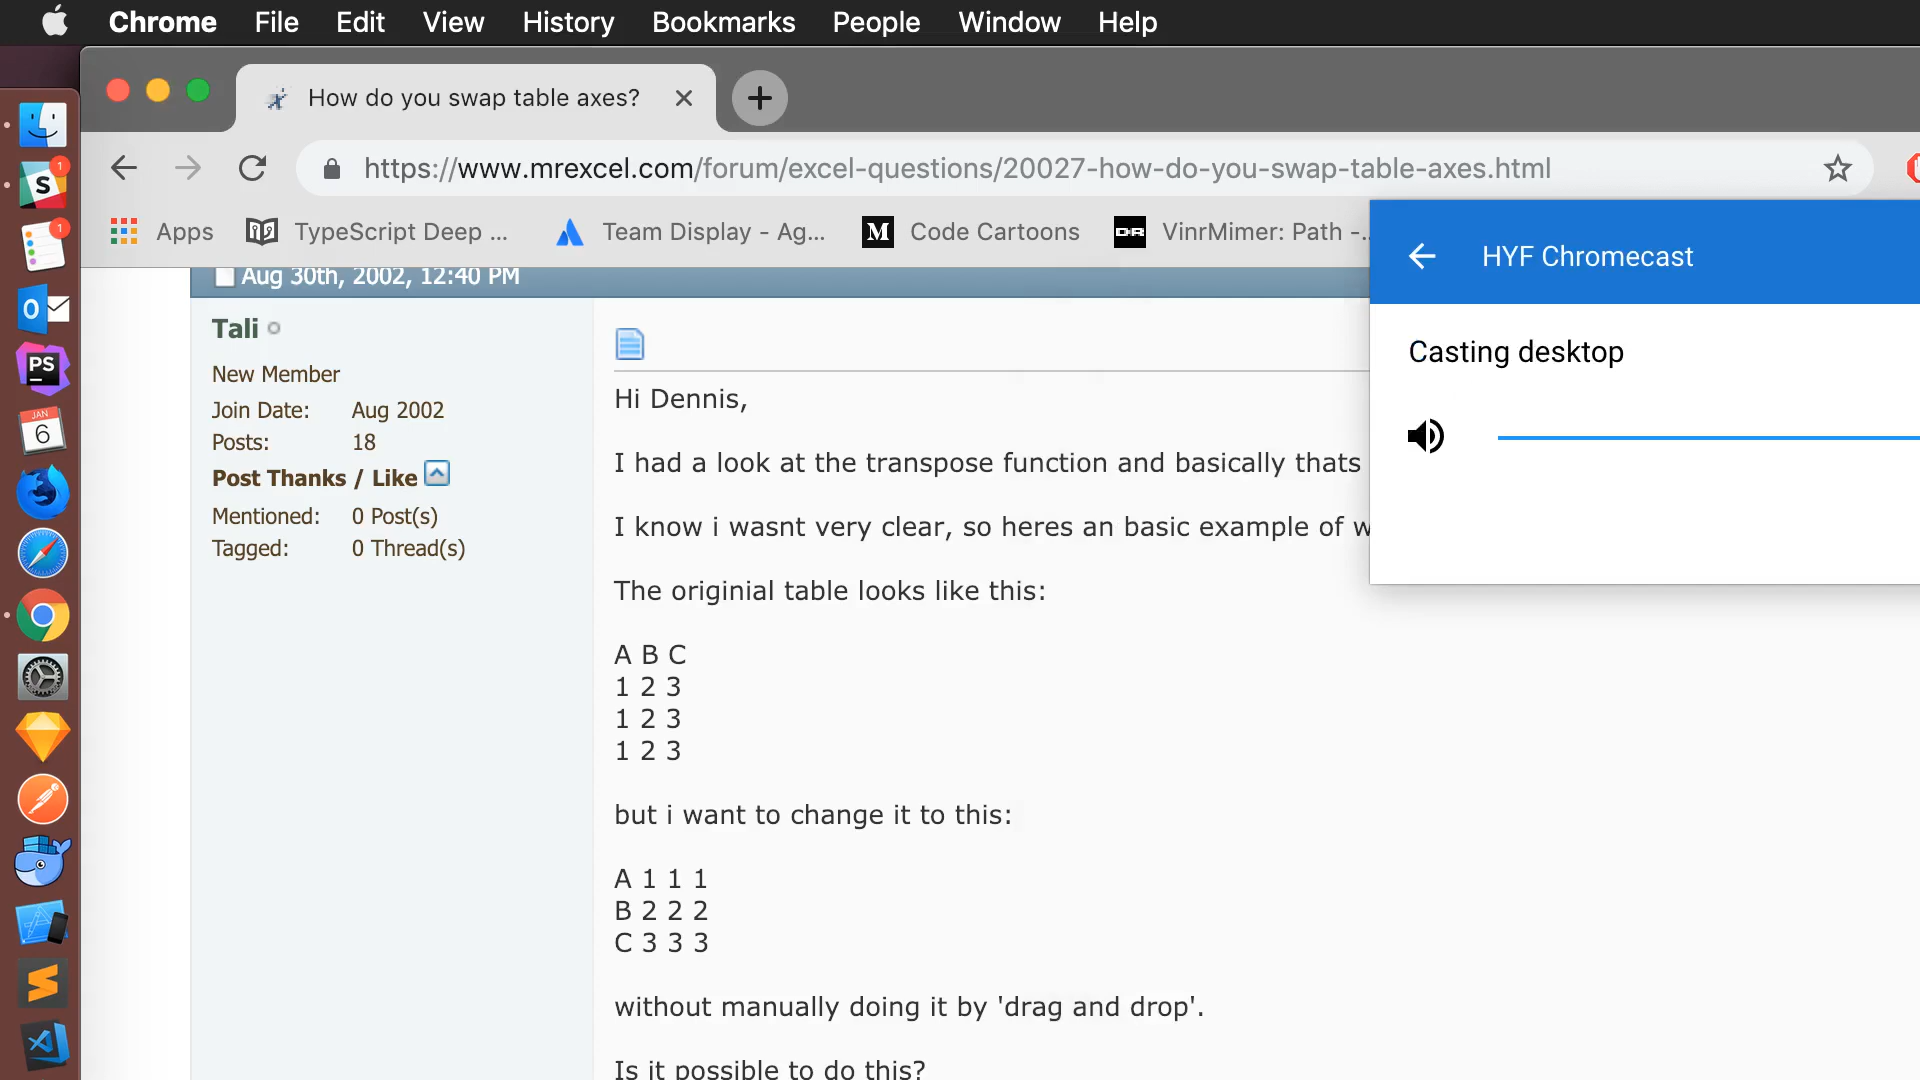 Chrome File Edit View History Bookmarks People Window Help
How do you swap table axes?
https://www.mrexcel.com/forum/excel-questions/20027-how-do-you-swap-table-axes.html
Apps TypeScript Deep ... Team Display - Ag... M Code Cartoons VinrMimer: Path -...
HYF Chromecast
Casting desktop
Aug 30th, 2002, 12:40 PM
Tali
New Member
Join Date: Aug 2002
Posts: 18
Post Thanks / Like
Mentioned: 0 Post(s)
Tagged: 0 Thread(s)
Hi Dennis,
I had a look at the transpose function and basically thats
I know i wasnt very clear, so heres an basic example of w
The originial table looks like this:
A B C
1 2 3
1 2 3
1 2 3
but i want to change it to this:
A 1 1 1
B 2 2 2
C 3 3 3
without manually doing it by 'drag and drop'.
Is it possible to do this?
1
S
1
O
PS
JAN
6